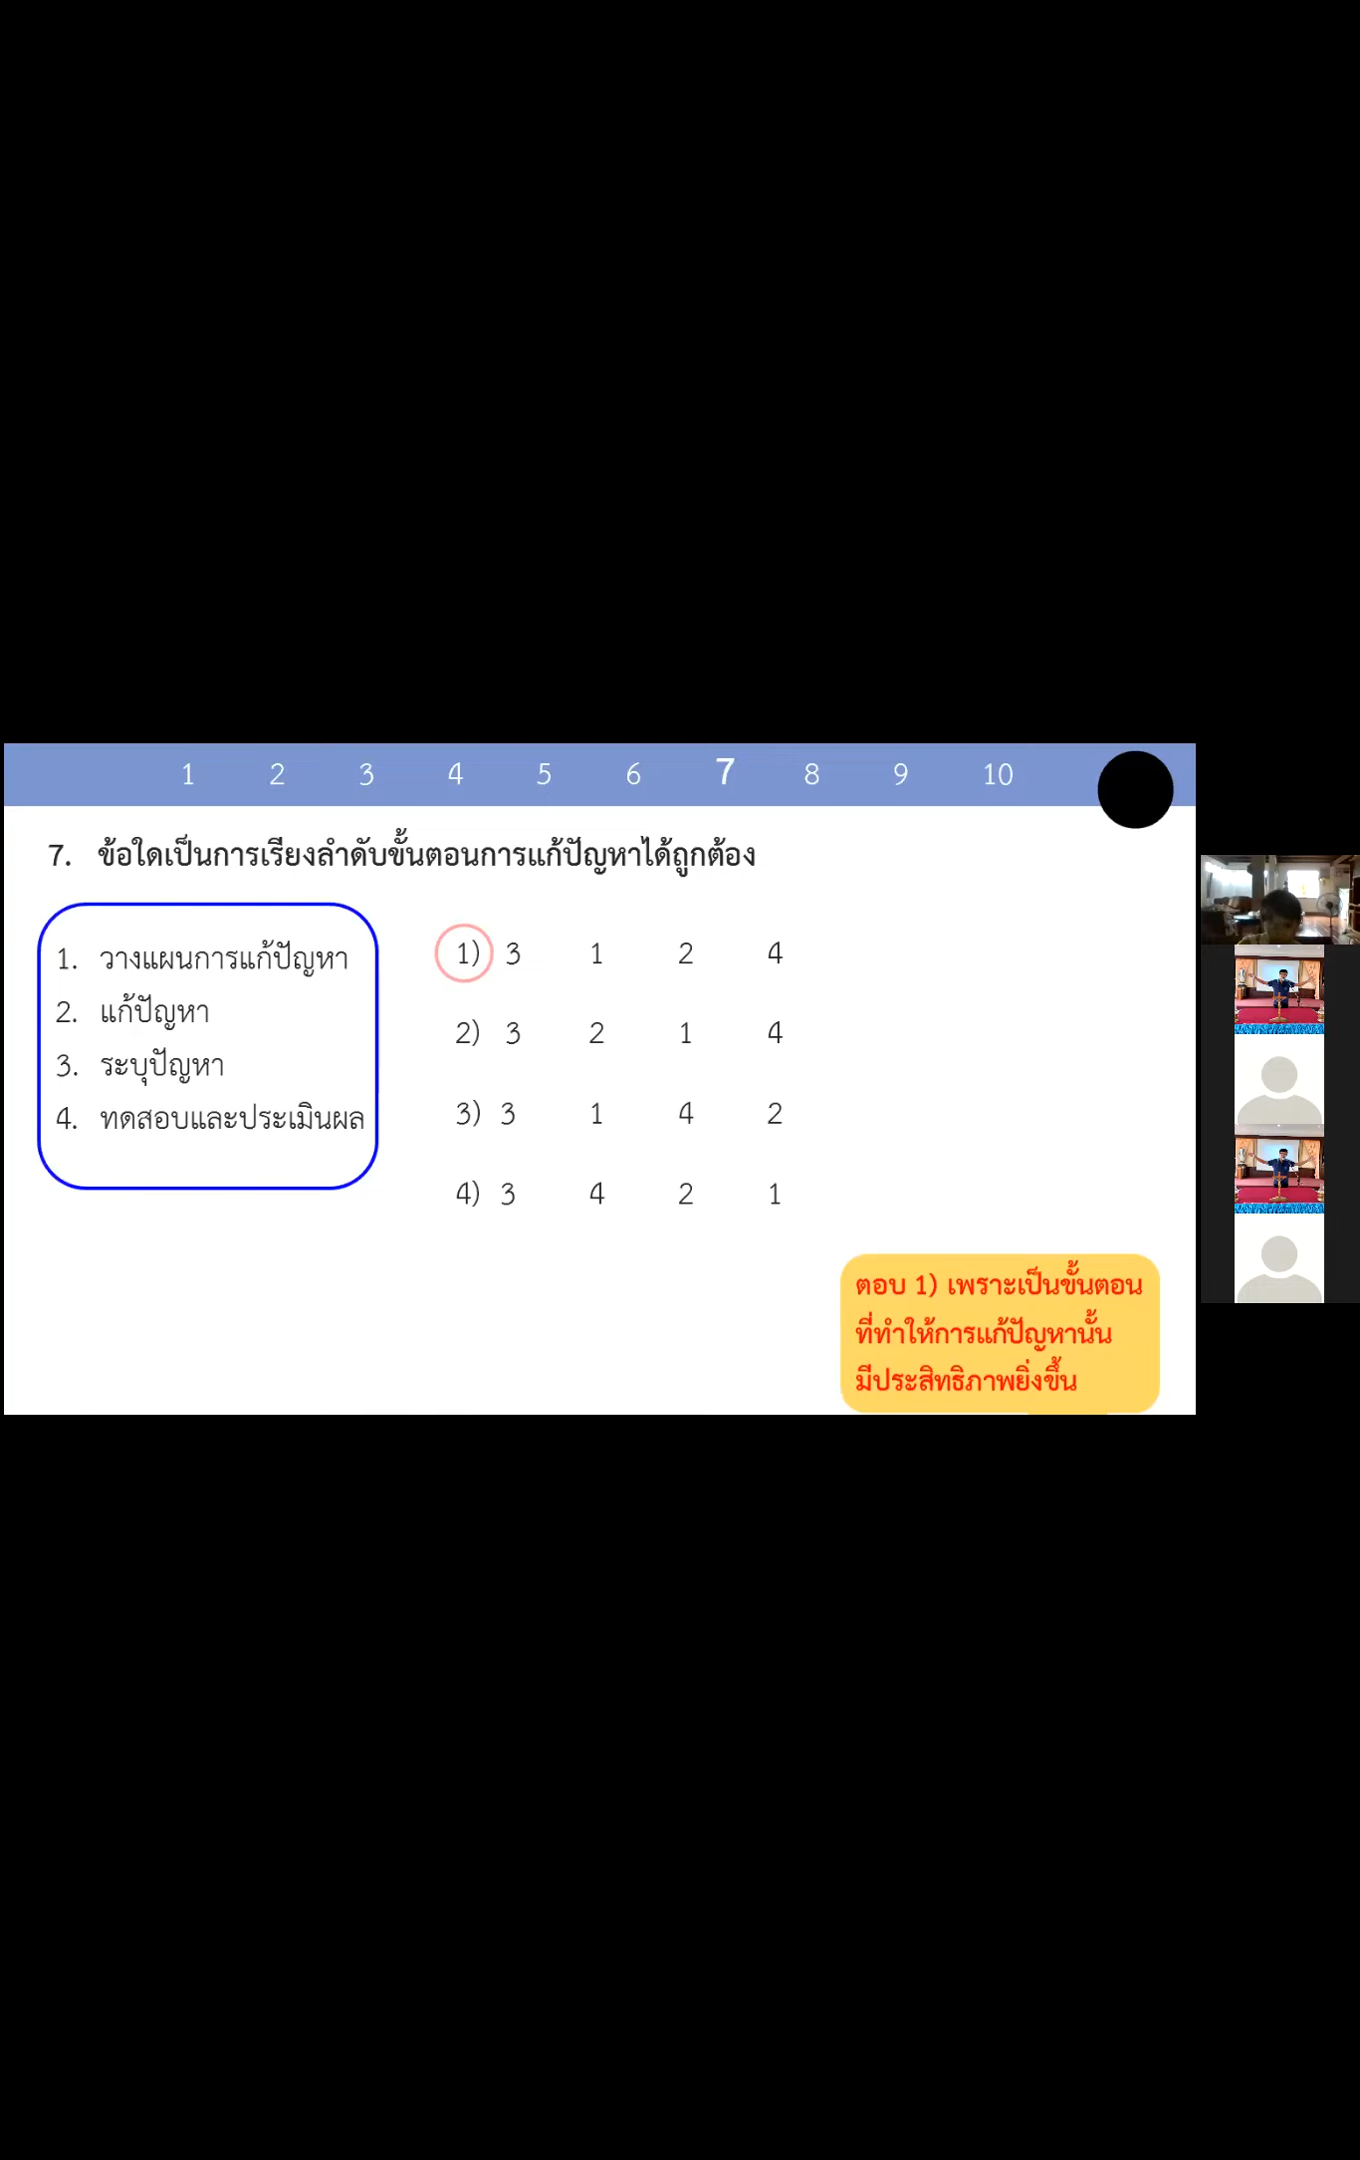 1 2 3 4 5 6 7 8 9 10
7. ข้อใดเป็นการเรียงลำดับขั้นตอนการแก้ปัญหาได้ถูกต้อง
1. วางแผนการแก้ปัญหา
2. แก้ปัญหา
3. ระบุปัญหา
4. ทดสอบและประเมินผล
1) 3 1 2 4
2) 3 2 1 4
3) 3 1 4 2
4) 3 4 2 1
ตอบ 1) เพราะเป็นขั้นตอน
ที่ทำให้การแก้ปัญหานั้น
มีประสิทธิภาพยิ่งขึ้น